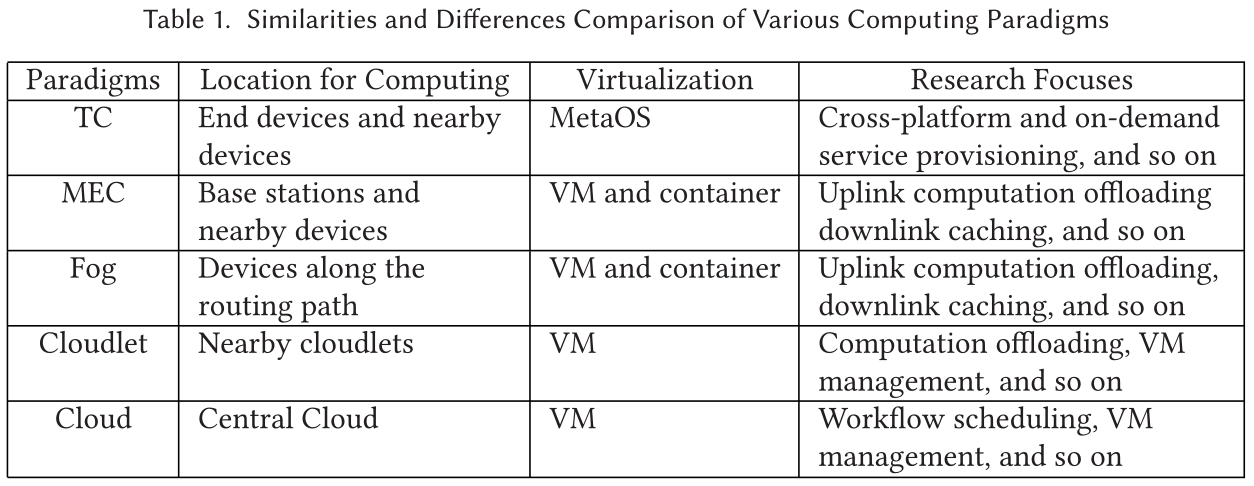 Table 1. Similarities and Differences Comparison of Various Computing Paradigms
Paradigms Location for Computing Virtualization Research Focuses
TC End devices and nearby MetaOS Cross-platform and on-demand
devices service provisioning, and so on
MEC Base stations and VM and container Uplink computation offloading
nearby devices downlink caching, and so on
Fog Devices along the VM and container Uplink computation offloading,
routing path downlink caching, and so on
Cloudlet Nearby cloudlets VM Computation offloading, VM
management, and so on
Cloud Central Cloud VM Workflow scheduling, VM
management, and so on